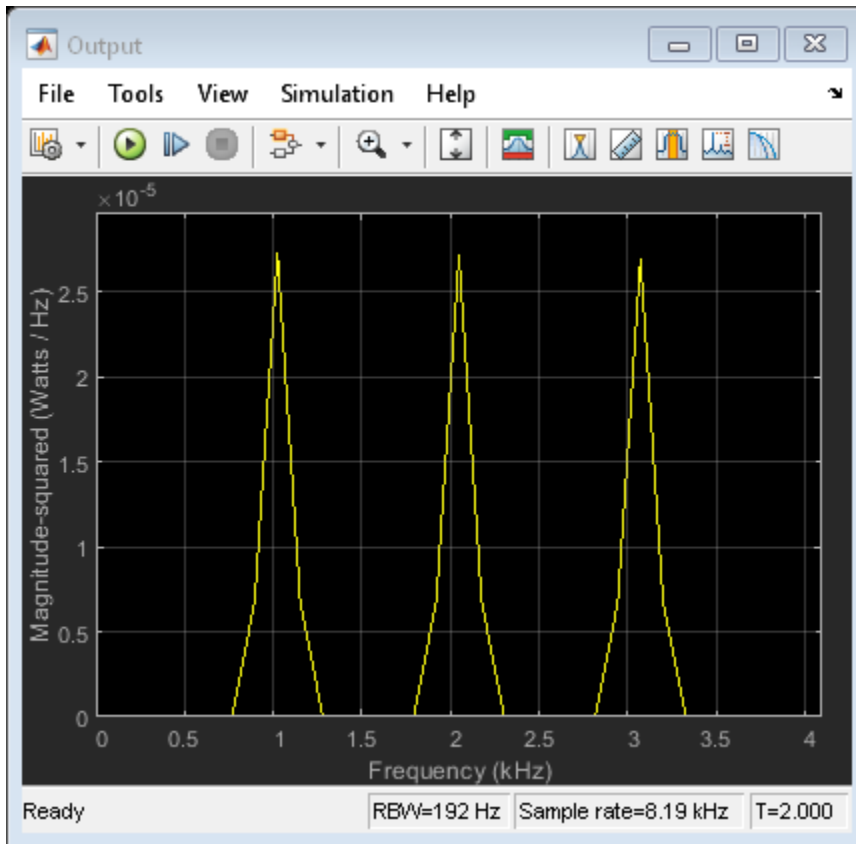 Output
File Tools View Simulation Help
×10-5
Magnitude-squared (Watts / Hz)
2.5
2
1.5
1
0.5
0
0 0.5 1 1.5 2 2.5 3 3.5 4
Frequency (kHz)
Ready RBW=192 Hz Sample rate=8.19 kHz T=2.000